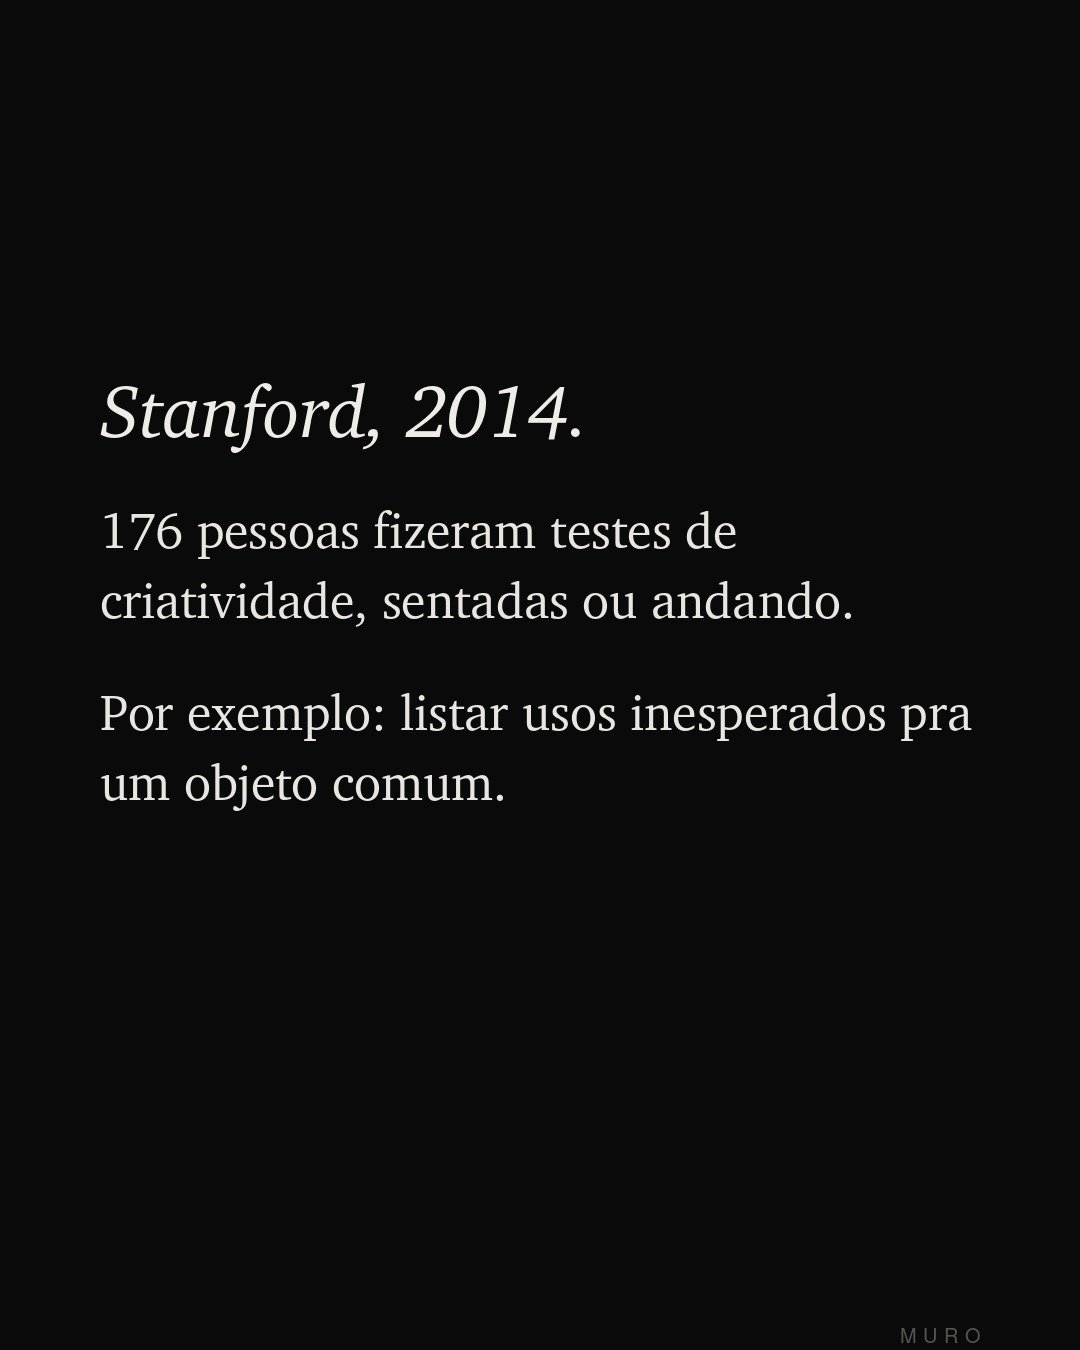 Stanford, 2014.
176 pessoas fizeram testes de
criatividade, sentadas ou andando.
Por exemplo: listar usos inesperados pra
um objeto comum.
MURO